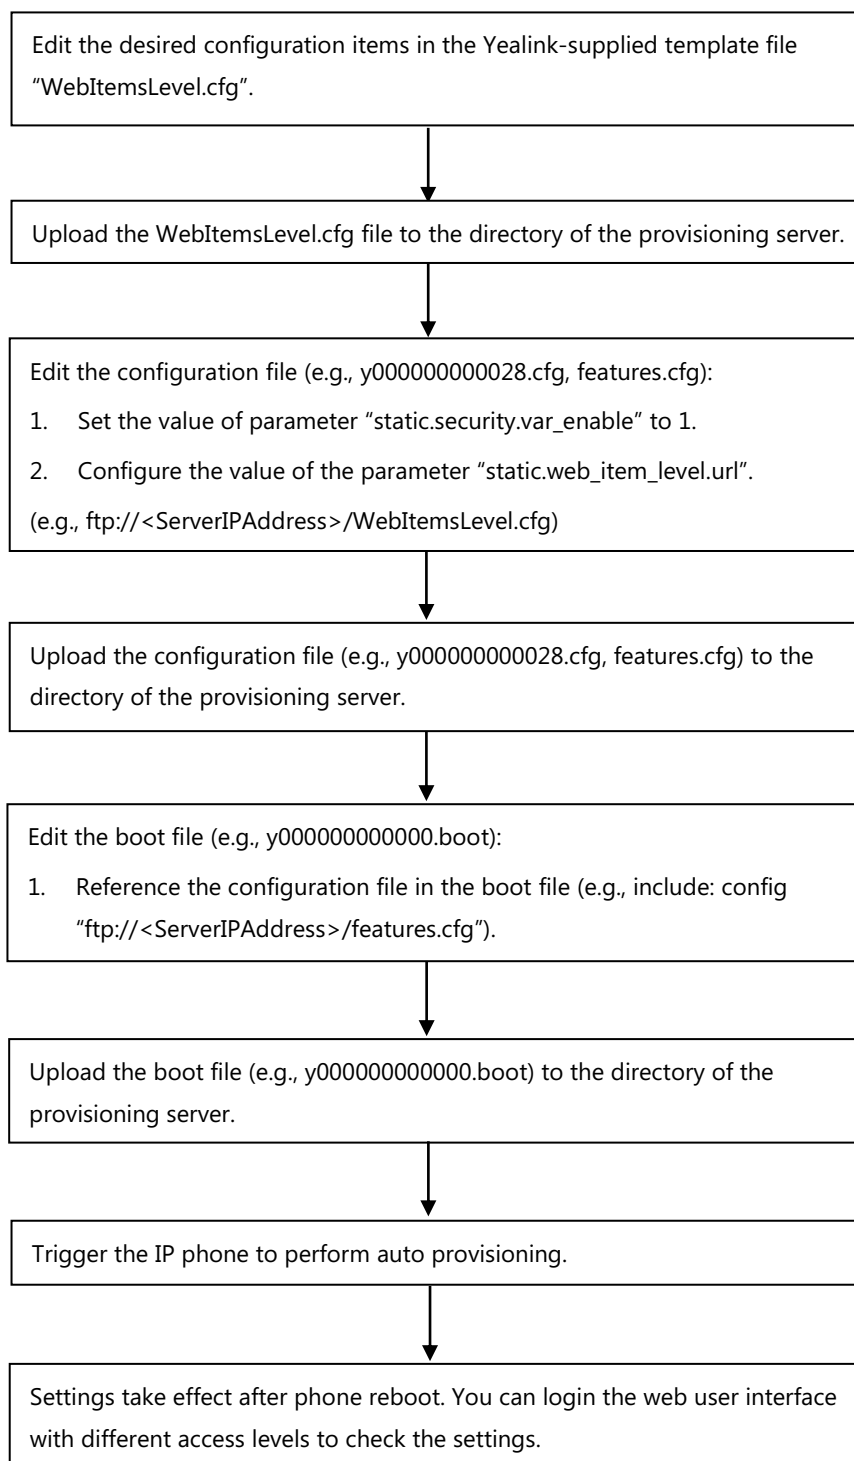 Edit the desired configuration items in the Yealink-supplied template file
“WebItemsLevel.cfg”.
Upload the WebItemsLevel.cfg file to the directory of the provisioning server.
Edit the configuration file (e.g., y000000000028.cfg, features.cfg):
1. Set the value of parameter “static.security.var_enable” to 1.
2. Configure the value of the parameter “static.web_item_level.url”.
(e.g., ftp://<ServerIPAddress>/WebItemsLevel.cfg)
Upload the configuration file (e.g., y000000000028.cfg, features.cfg) to the
directory of the provisioning server.
Edit the boot file (e.g., y000000000000.boot):
1. Reference the configuration file in the boot file (e.g., include: config
“ftp://<ServerIPAddress>/features.cfg”).
Upload the boot file (e.g., y000000000000.boot) to the directory of the
provisioning server.
Trigger the IP phone to perform auto provisioning.
Settings take effect after phone reboot. You can login the web user interface
with different access levels to check the settings.